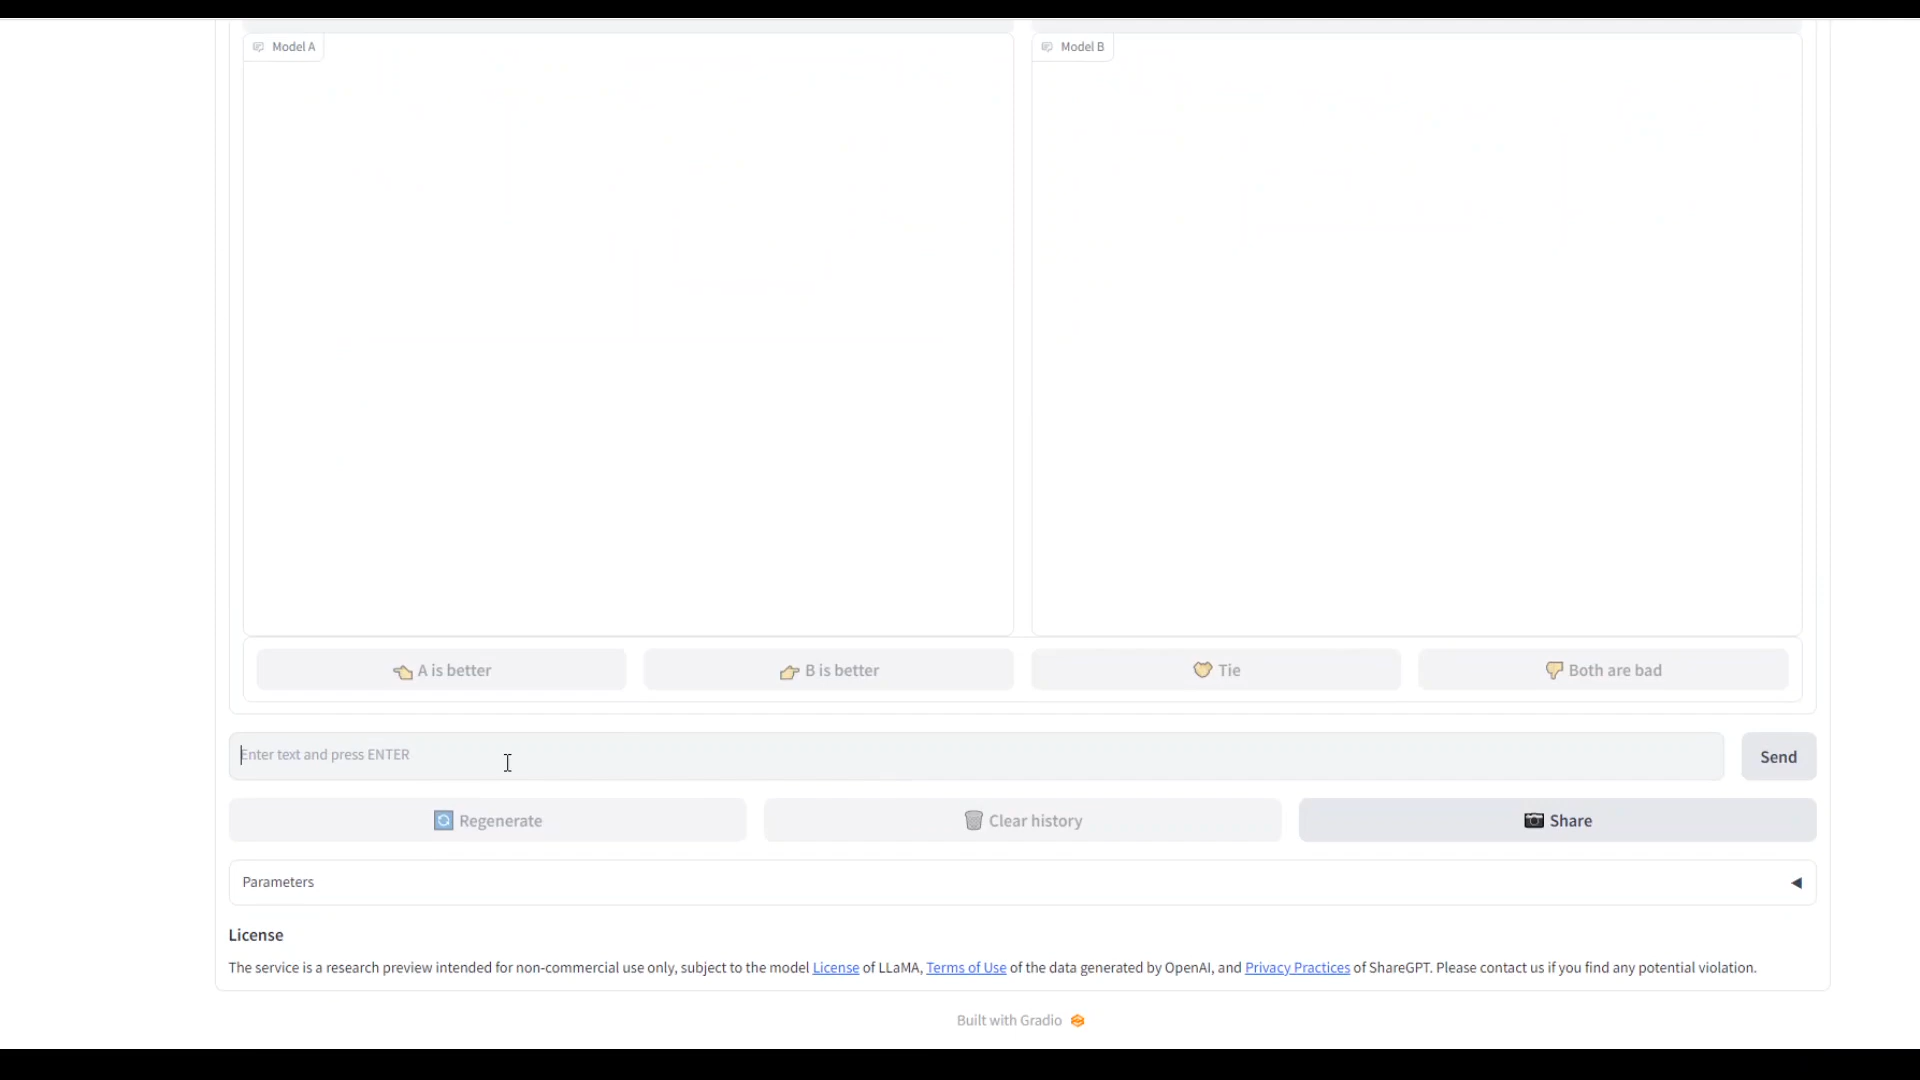 Model A
Model B
A is better
B is better
Tie
Both are bad
Enter text and press ENTER
Send
Regenerate
Clear history
Share
Parameters
License
The service is a research preview intended for non-commercial use only, subject to the model License of LLaMA, Terms of Use of the data generated by OpenAI, and Privacy Practices of ShareGPT. Please contact us if you find any potential violation.
Built with Gradio